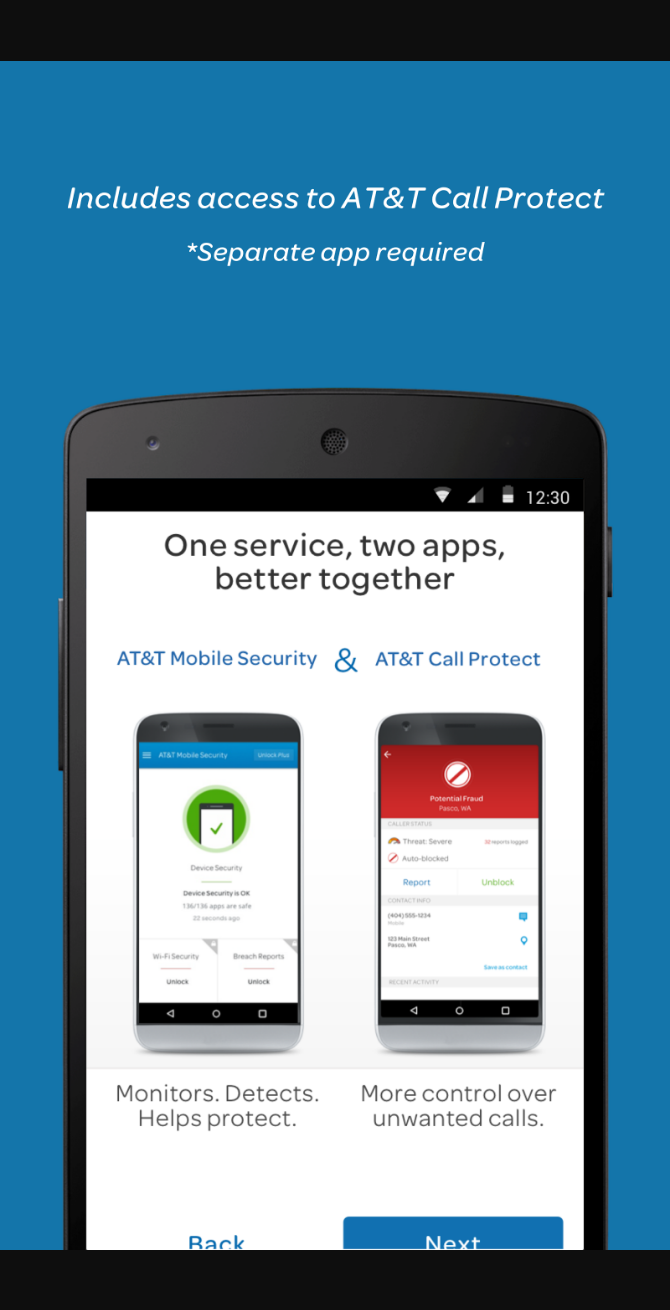 Includes access to AT&T Call Protect
*Separate app required
12:30
One service, two apps,
better together
AT&T Mobile Security & AT&T Call Protect
AT&T Mobile Security
Unlock Plus
Device Security
Device Security is OK
136/136 apps are safe
22 seconds ago
Wi-Fi Security
Unlock
Breach Reports
Unlock
Potential Fraud
Pasco, WA
CALLER STATUS
Threat: Severe
32 reports logged
Auto-blocked
Report
Unblock
CONTACT INFO
(404) 555-1234
Mobile
123 Main Street
Pasco, WA
Save as contact
RECENT ACTIVITY
Monitors. Detects.
Helps protect.
More control over
unwanted calls.
Back
Next